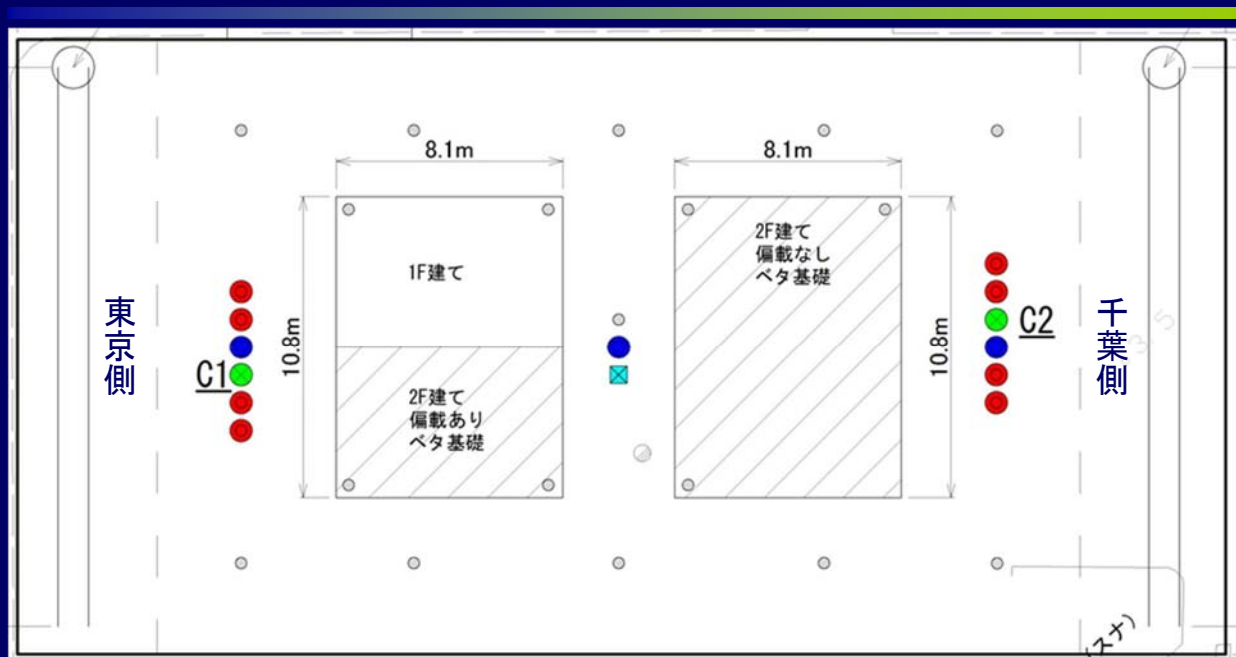 8.1m
8.1m
10.8m
1F建て
2F建て
偏載あり
ベタ基礎
2F建て
偏載なし
ベタ基礎
10.8m
東京側
C1
C2
千葉側
(スナ)